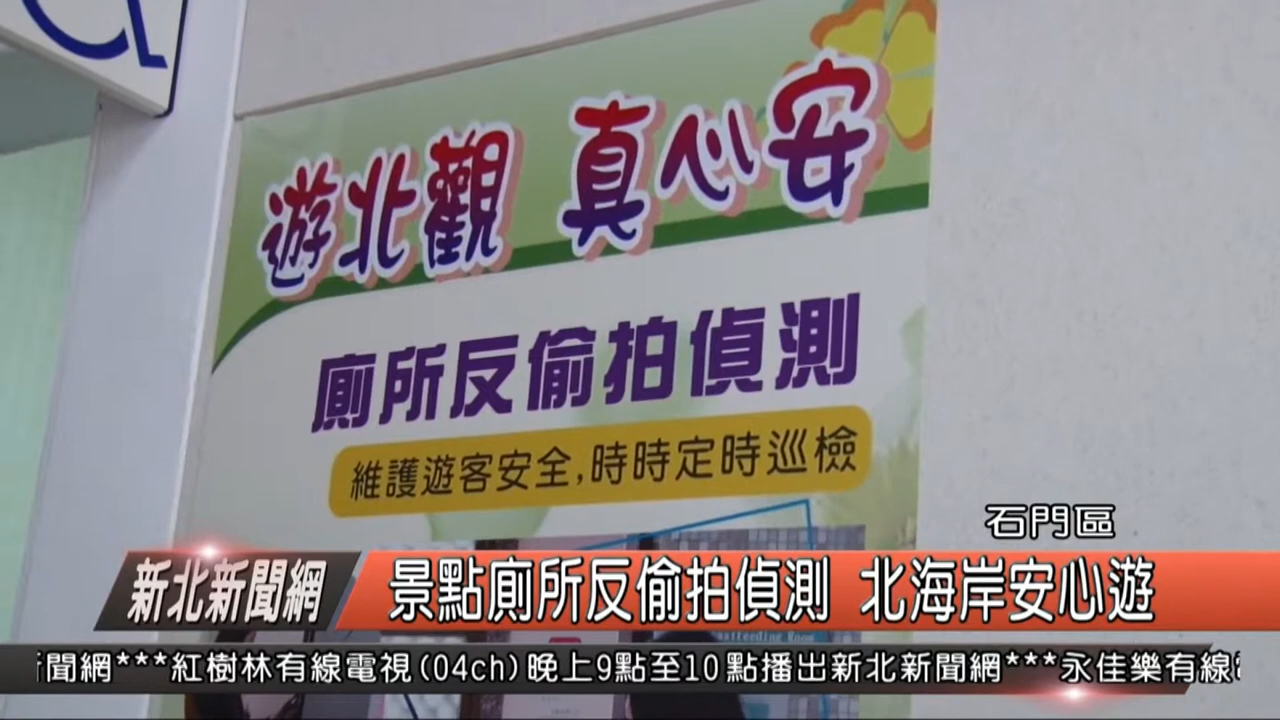 遊北觀 真心安
廁所反偷拍偵測
維護遊客安全,時時定時巡檢
石門區
新北新聞網
景點廁所反偷拍偵測 北海岸安心遊
聞網***紅樹林有線電視(04ch)晚上9點至10點播出新北新聞網***永佳樂有線